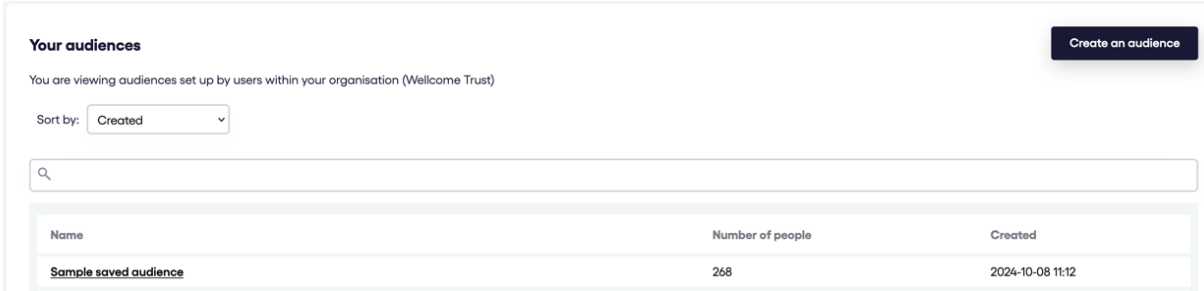 Your audiences
Create an audience
You are viewing audiences set up by users within your organisation (Wellcome Trust)
Sort by: Created
Name Number of people Created
Sample saved audience 268 2024-10-08 11:12